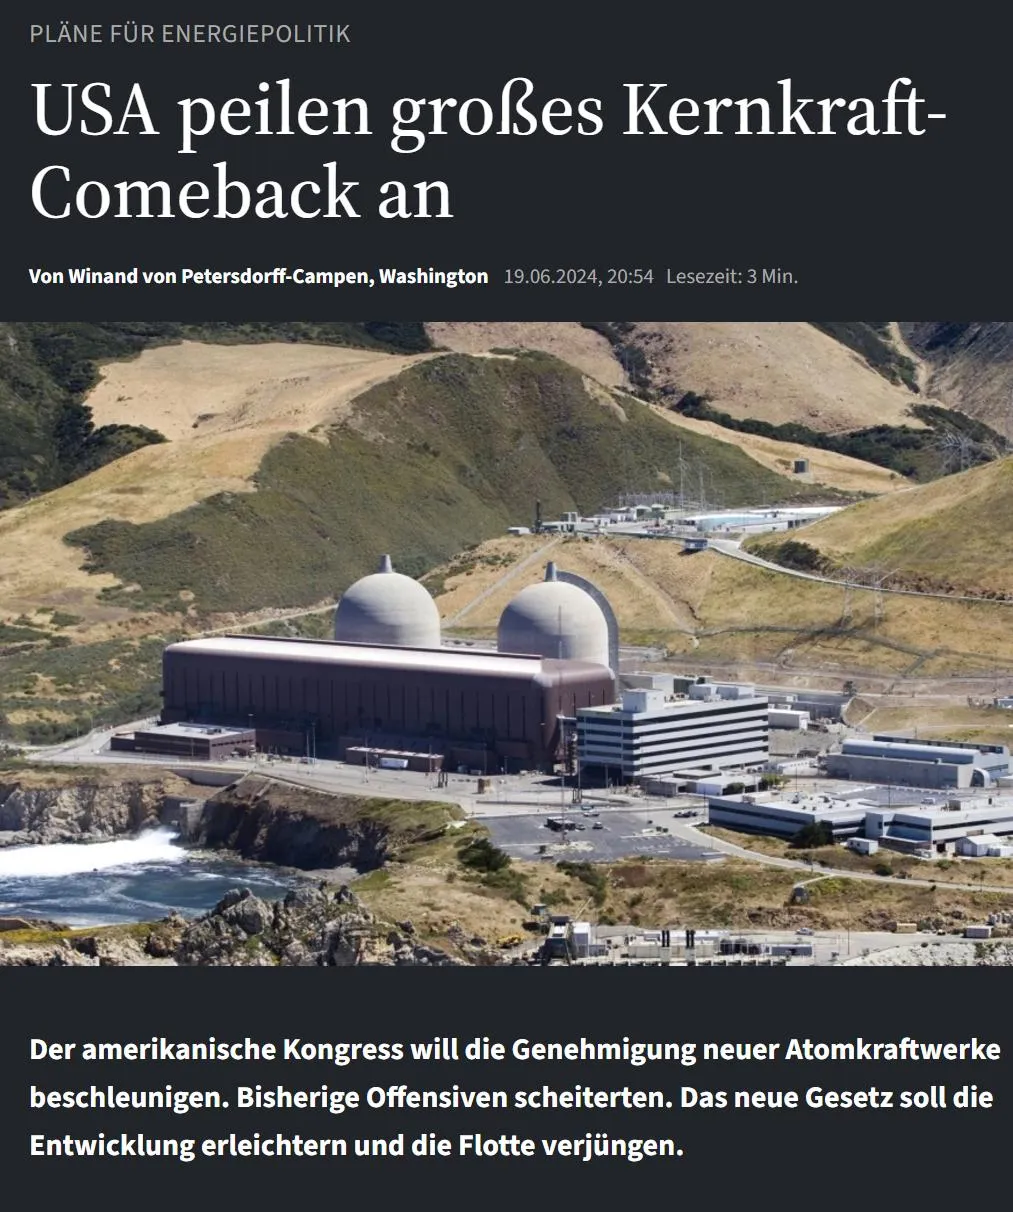 PLÄNE FÜR ENERGIEPOLITIK
USA peilen großes Kernkraft-
Comeback an
Von Winand von Petersdorff-Campen, Washington 19.06.2024, 20:54 Lesezeit: 3 Min.
Der amerikanische Kongress will die Genehmigung neuer Atomkraftwerke
beschleunigen. Bisherige Offensiven scheiterten. Das neue Gesetz soll die
Entwicklung erleichtern und die Flotte verjüngen.